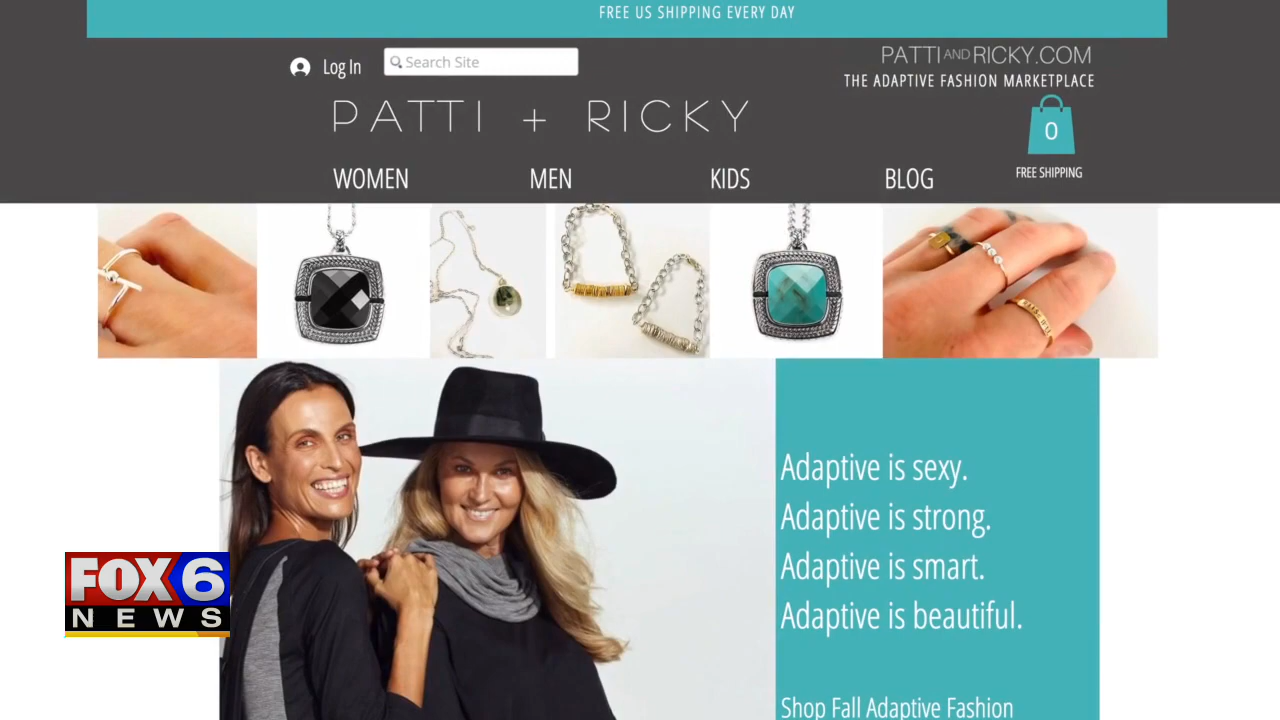 FREE US SHIPPING EVERY DAY
Log In
Search Site
PATTI AND RICKY.COM
THE ADAPTIVE FASHION MARKETPLACE
PATTI + RICKY
0
FREE SHIPPING
WOMEN
MEN
KIDS
BLOG
Adaptive is sexy.
Adaptive is strong.
Adaptive is smart.
Adaptive is beautiful.
Shop Fall Adaptive Fashion
FOX 6
NEWS